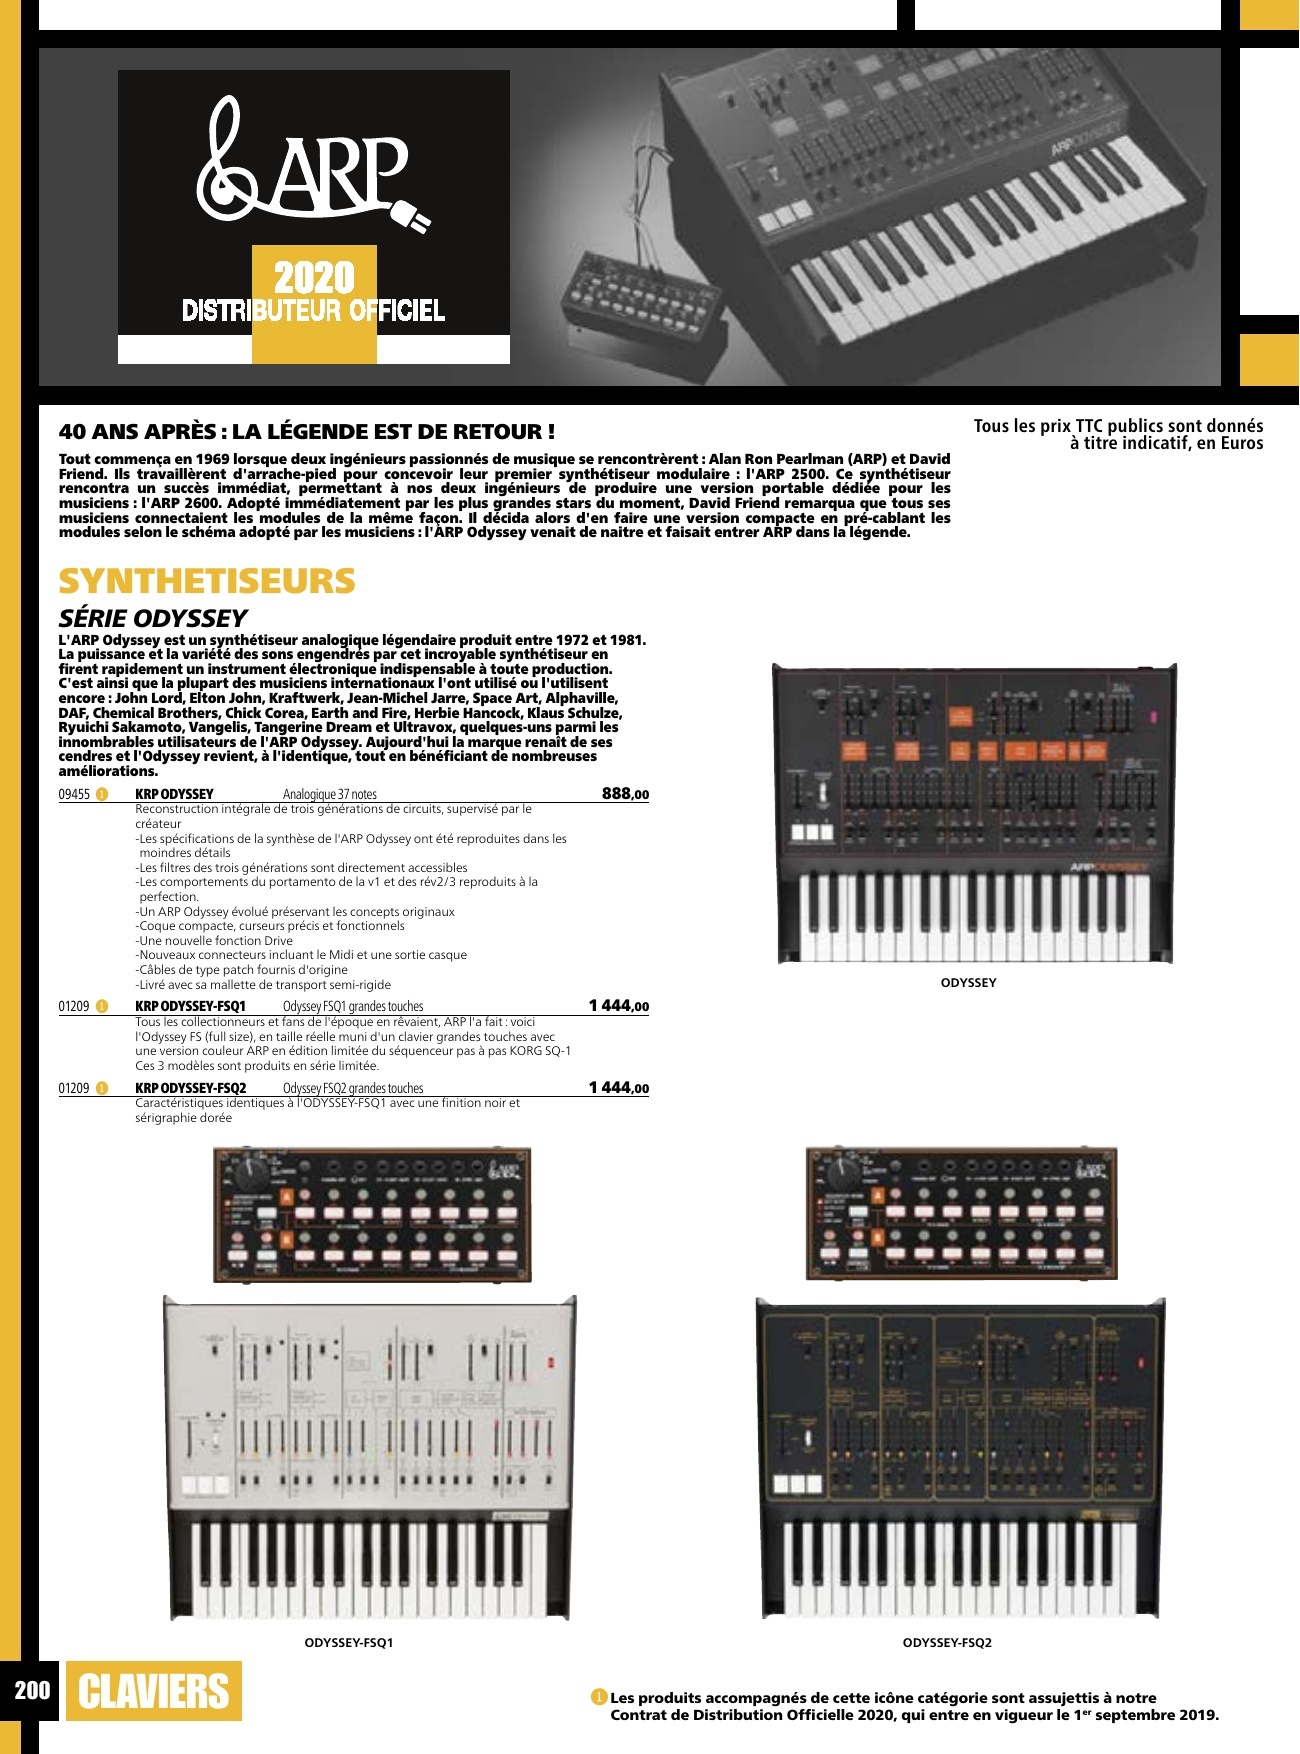 ARP
2020
DISTRIBUTEUR OFFICIEL
ARP ODYSSEY
40 ANS APRÈS : LA LÉGENDE EST DE RETOUR !
Tous les prix TTC publics sont donnés
à titre indicatif, en Euros
Tout commença en 1969 lorsque deux ingénieurs passionnés de musique se rencontrèrent : Alan Ron Pearlman (ARP) et David
Friend. Ils travaillèrent d'arrache-pied pour concevoir leur premier synthétiseur modulaire : l'ARP 2500. Ce synthétiseur
rencontra un succès immédiat, permettant à nos deux ingénieurs de produire une version portable dédiée pour les
musiciens : l'ARP 2600. Adopté immédiatement par les plus grandes stars du moment, David Friend remarqua que tous ses
musiciens connectaient les modules de la même façon. Il décida alors d'en faire une version compacte en pré-cablant les
modules selon le schéma adopté par les musiciens : l'ARP Odyssey venait de naitre et faisait entrer ARP dans la légende.
SYNTHETISEURS
SÉRIE ODYSSEY
L'ARP Odyssey est un synthétiseur analogique légendaire produit entre 1972 et 1981.
La puissance et la variété des sons engendrés par cet incroyable synthétiseur en
firent rapidement un instrument électronique indispensable à toute production.
C'est ainsi que la plupart des musiciens internationaux l'ont utilisé ou l'utilisent
encore : John Lord, Elton John, Kraftwerk, Jean-Michel Jarre, Space Art, Alphaville,
DAF, Chemical Brothers, Chick Corea, Earth and Fire, Herbie Hancock, Klaus Schulze,
Ryuichi Sakamoto, Vangelis, Tangerine Dream et Ultravox, quelques-uns parmi les
innombrables utilisateurs de l'ARP Odyssey. Aujourd'hui la marque renaît de ses
cendres et l'Odyssey revient, à l'identique, tout en bénéficiant de nombreuses
améliorations.
09455 1 KRP ODYSSEY Analogique 37 notes 888,00
Reconstruction intégrale de trois générations de circuits, supervisé par le
créateur
-Les spécifications de la synthèse de l'ARP Odyssey ont été reproduites dans les
moindres détails
-Les filtres des trois générations sont directement accessibles
-Les comportements du portamento de la v1 et des rév2/3 reproduits à la
perfection.
-Un ARP Odyssey évolué préservant les concepts originaux
-Coque compacte, curseurs précis et fonctionnels
-Une nouvelle fonction Drive
-Nouveaux connecteurs incluant le Midi et une sortie casque
-Câbles de type patch fournis d'origine
-Livré avec sa mallette de transport semi-rigide
01209 1 KRP ODYSSEY-FSQ1 Odyssey FSQ1 grandes touches 1 444,00
Tous les collectionneurs et fans de l'époque en rêvaient, ARP l'a fait : voici
l'Odyssey FS (full size), en taille réelle muni d'un clavier grandes touches avec
une version couleur ARP en édition limitée du séquenceur pas à pas KORG SQ-1
Ces 3 modèles sont produits en série limitée.
01209 1 KRP ODYSSEY-FSQ2 Odyssey FSQ2 grandes touches 1 444,00
Caractéristiques identiques à l'ODYSSEY-FSQ1 avec une finition noir et
sérigraphie dorée
ARP ODYSSEY
ODYSSEY
ARP
A
B
ARP
A
B
ODYSSEY-FSQ1
ODYSSEY-FSQ2
200
CLAVIERS
1 Les produits accompagnés de cette icône catégorie sont assujettis à notre
Contrat de Distribution Officielle 2020, qui entre en vigueur le 1er septembre 2019.